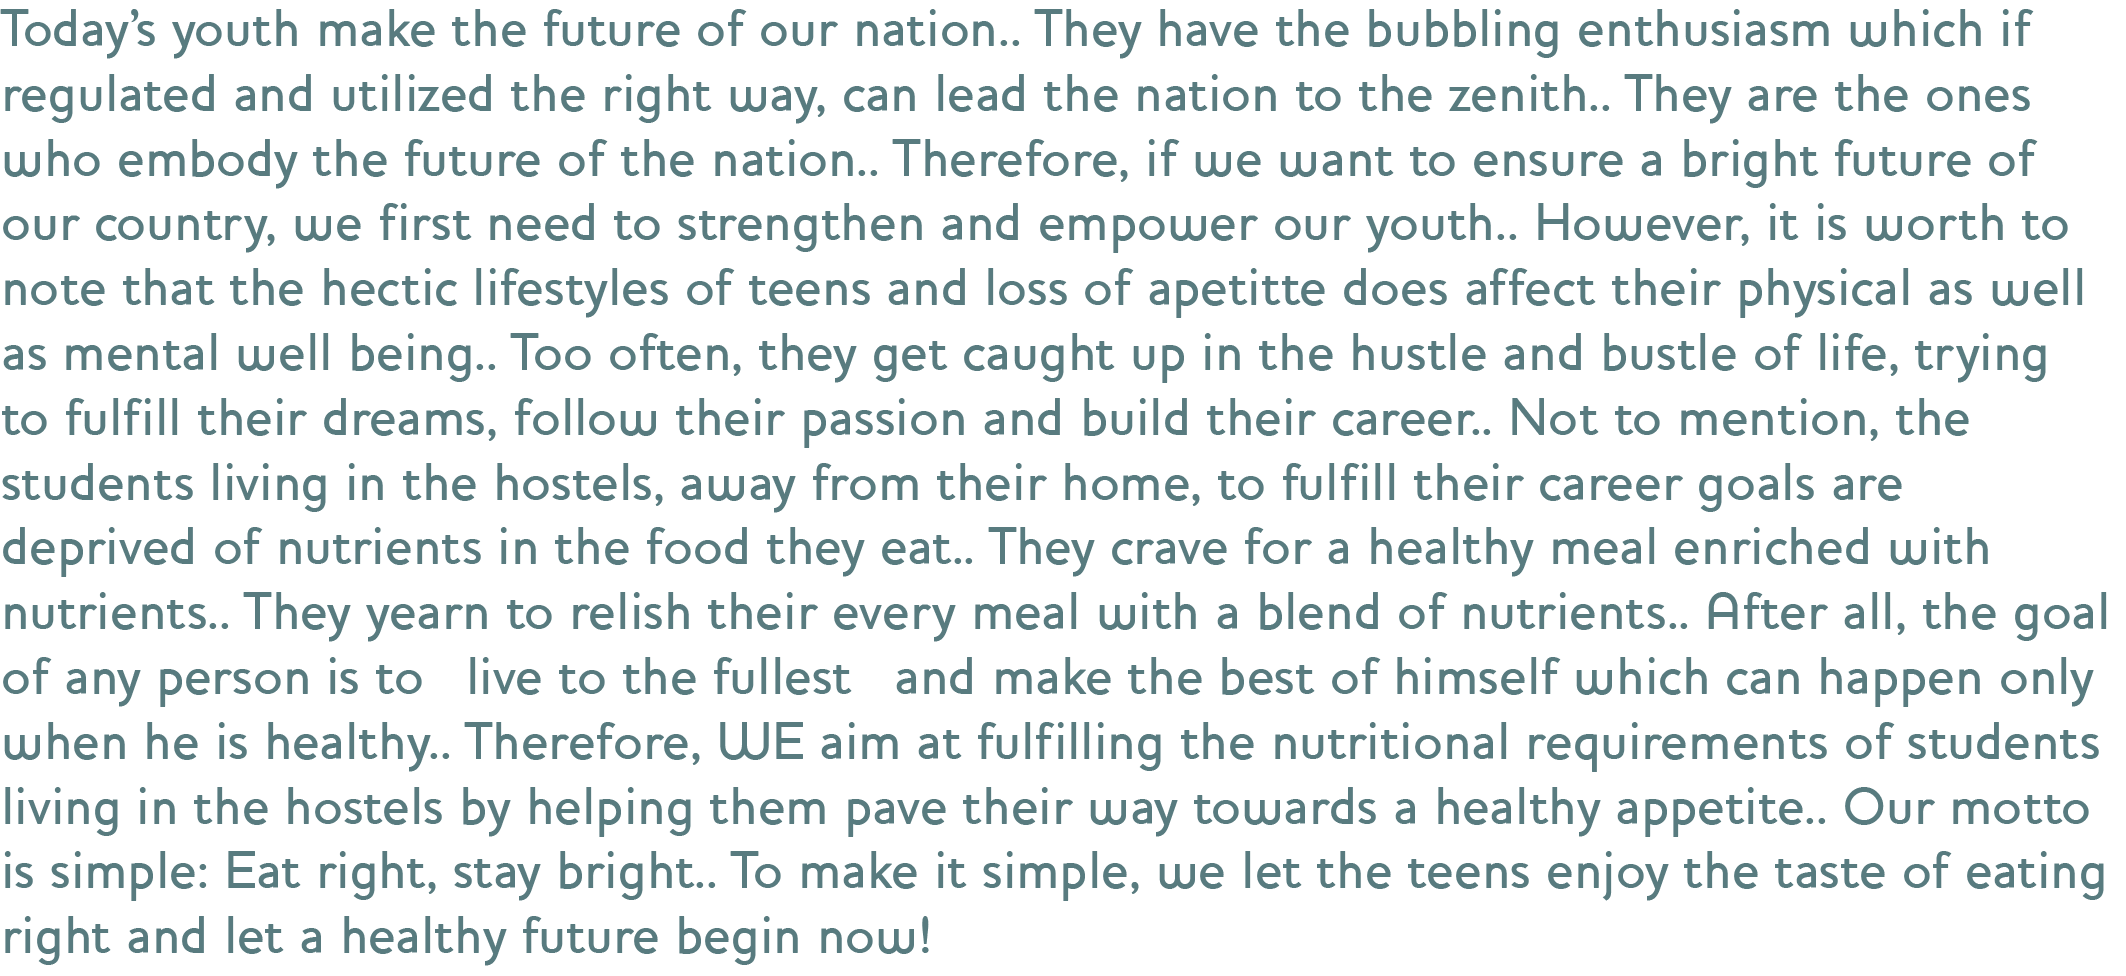 Today’s youth make the future of our nation.. They have the bubbling enthusiasm which if
regulated and utilized the right way, can lead the nation to the zenith.. They are the ones
who embody the future of the nation.. Therefore, if we want to ensure a bright future of
our country, we first need to strengthen and empower our youth.. However, it is worth to
note that the hectic lifestyles of teens and loss of apetitte does affect their physical as well
as mental well being.. Too often, they get caught up in the hustle and bustle of life, trying
to fulfill their dreams, follow their passion and build their career.. Not to mention, the
students living in the hostels, away from their home, to fulfill their career goals are
deprived of nutrients in the food they eat.. They crave for a healthy meal enriched with
nutrients.. They yearn to relish their every meal with a blend of nutrients.. After all, the goal
of any person is to   live to the fullest   and make the best of himself which can happen only
when he is healthy.. Therefore, WE aim at fulfilling the nutritional requirements of students
living in the hostels by helping them pave their way towards a healthy appetite.. Our motto
is simple: Eat right, stay bright.. To make it simple, we let the teens enjoy the taste of eating
right and let a healthy future begin now!